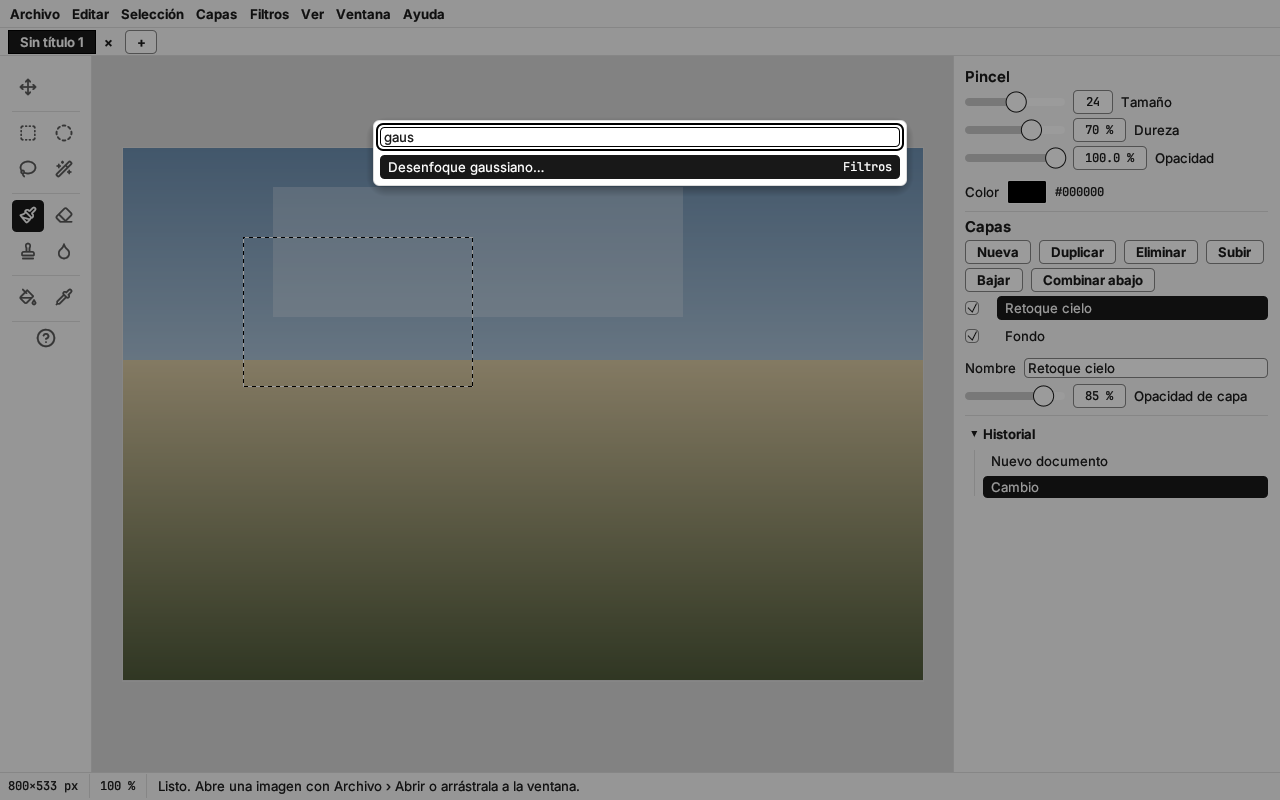 Archivo Editar Selección Capas Filtros Ver Ventana Ayuda
Sin título 1 × +
gaus
Desenfoque gaussiano... Filtros
Pincel
24 Tamaño
70 % Dureza
100.0 % Opacidad
Color #000000
Capas
Nueva Duplicar Eliminar Subir
Bajar Combinar abajo
Retoque cielo
Fondo
Nombre Retoque cielo
85 % Opacidad de capa
▼ Historial
Nuevo documento
Cambio
800×533 px 100 % Listo. Abre una imagen con Archivo › Abrir o arrástrala a la ventana.